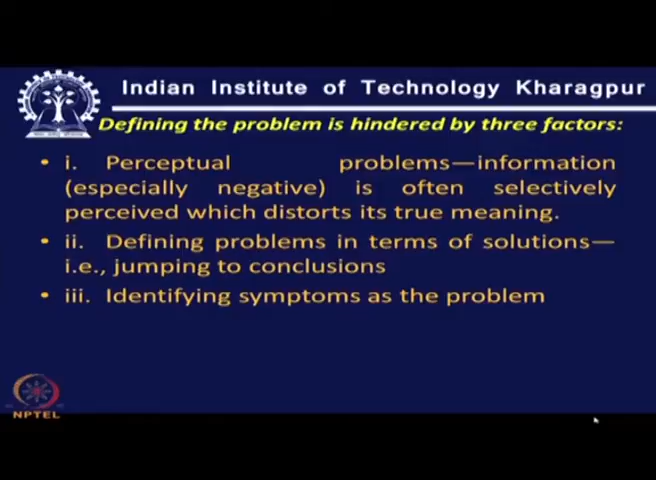 Indian Institute of Technology Kharagpur
Defining the problem is hindered by three factors:
• i. Perceptual problems—information
(especially negative) is often selectively
perceived which distorts its true meaning.
• ii. Defining problems in terms of solutions—
i.e., jumping to conclusions
• iii. Identifying symptoms as the problem
NPTEL